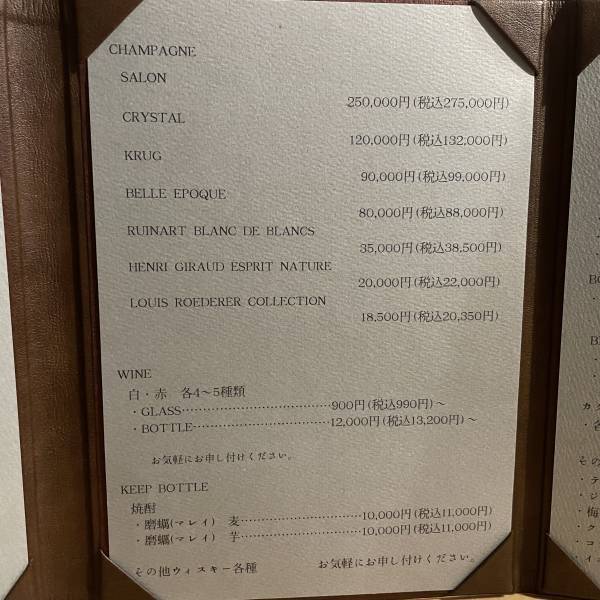 CHAMPAGNE
SALON
250,000円(税込275,000円)
CRYSTAL
120,000円(税込132,000円)
KRUG
90,000円(税込99,000円)
BELLE EPOQUE
80,000円(税込88,000円)
RUINART BLANC DE BLANCS
35,000円(税込38,500円)
HENRI GIRAUD ESPRIT NATURE
20,000円(税込22,000円)
LOUIS ROEDERER COLLECTION
18,500円(税込20,350円)
WINE
白・赤 各4〜5種類
・GLASS……………………………900円(税込990円)〜
・BOTTLE…………………………12,000円(税込13,200円)〜
お気軽にお申し付けください。
KEEP BOTTLE
焼酎
・磨蠣(マレイ) 麦………………………10,000円(税込11,000円)
・磨蠣(マレイ) 芋………………………10,000円(税込11,000円)
その他ウィスキー各種 お気軽にお申し付けください。